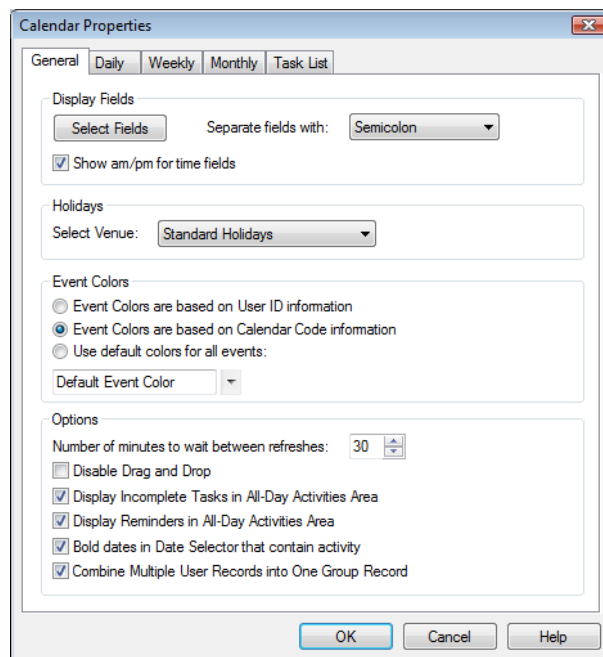 Calendar Properties
General Daily Weekly Monthly Task List
Display Fields
Select Fields Separate fields with: Semicolon
Show am/pm for time fields
Holidays
Select Venue: Standard Holidays
Event Colors
Event Colors are based on User ID information
Event Colors are based on Calendar Code information
Use default colors for all events:
Default Event Color
Options
Number of minutes to wait between refreshes: 30
Disable Drag and Drop
Display Incomplete Tasks in All-Day Activities Area
Display Reminders in All-Day Activities Area
Bold dates in Date Selector that contain activity
Combine Multiple User Records into One Group Record
OK Cancel Help